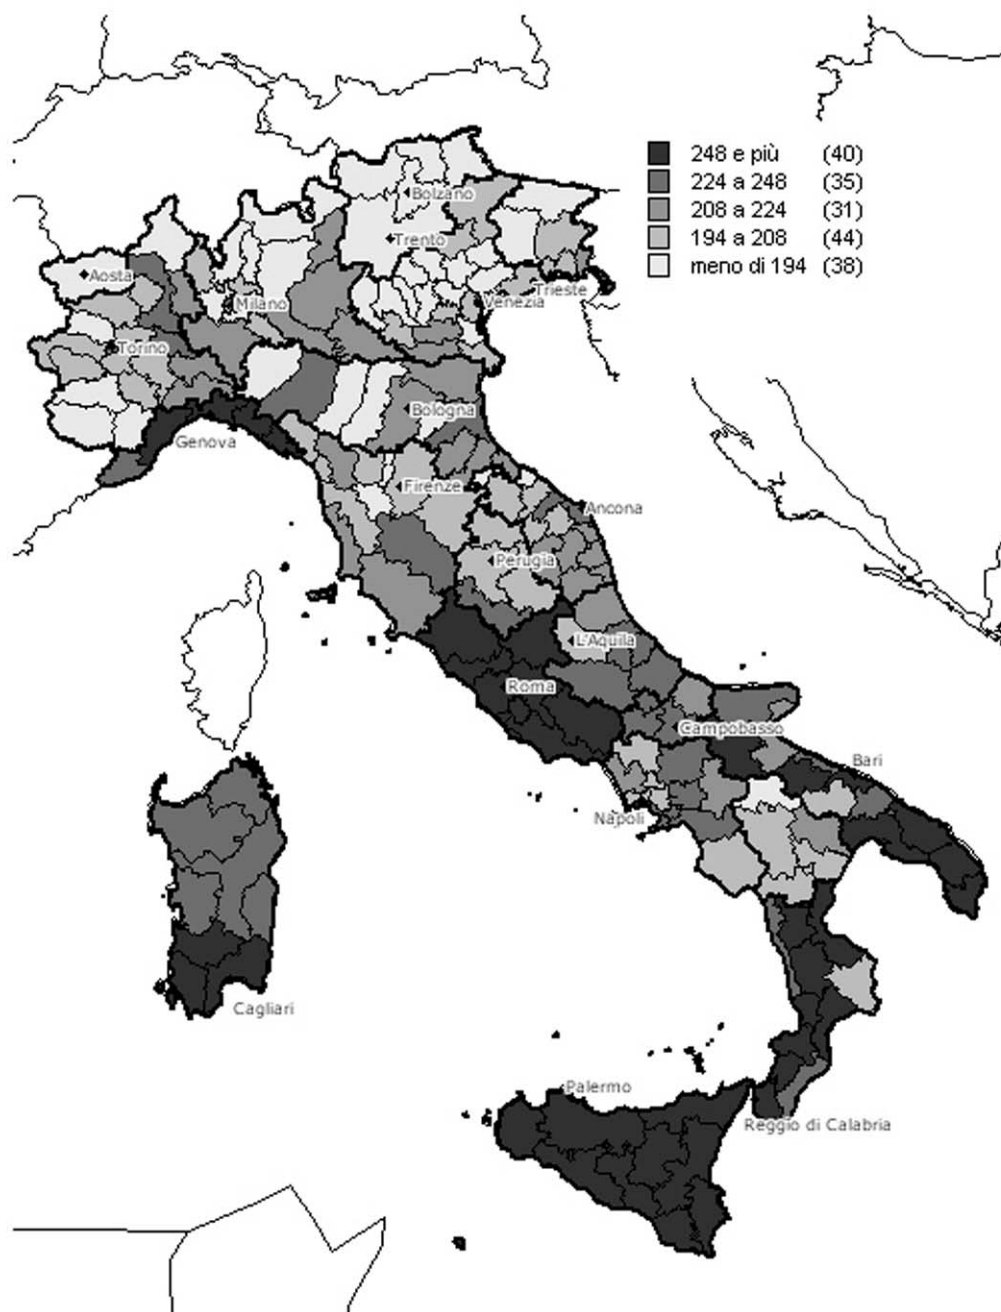 248 e più (40)
224 a 248 (35)
208 a 224 (31)
194 a 208 (44)
meno di 194 (38)
Bolzano
Trento
Aosta
Trieste
Venezia
Milano
Torino
Bologna
Genova
Firenze
Ancona
Perugia
L'Aquila
Roma
Campobasso
Bari
Napoli
Cagliari
Palermo
Reggio di Calabria